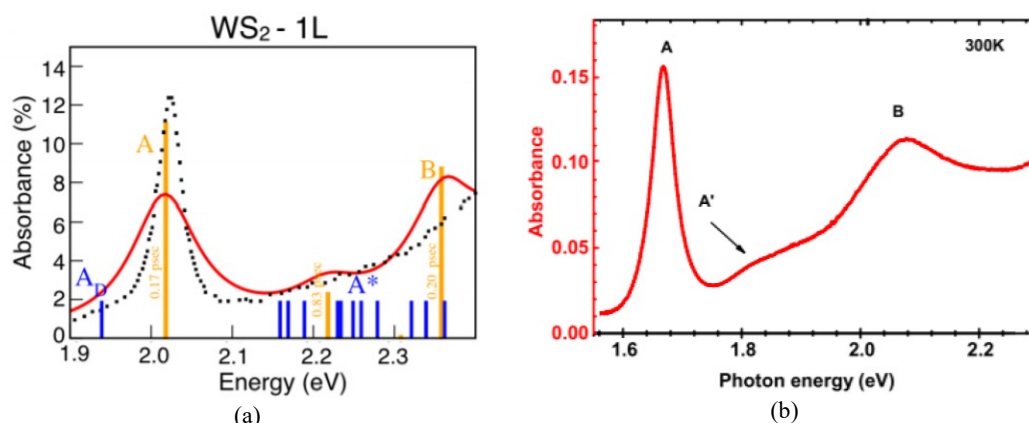 WS₂ - 1L
Absorbance (%)
14
12
10
8
6
4
2
0
A
B
A_D
A*
0.17 psec
0.83 psec
0.20 psec
1.9 2.0 2.1 2.2 2.3
Energy (eV)
(a)
A
300K
B
A'
Absorbance
0.15
0.10
0.05
0.00
1.6 1.8 2.0 2.2
Photon energy (eV)
(b)